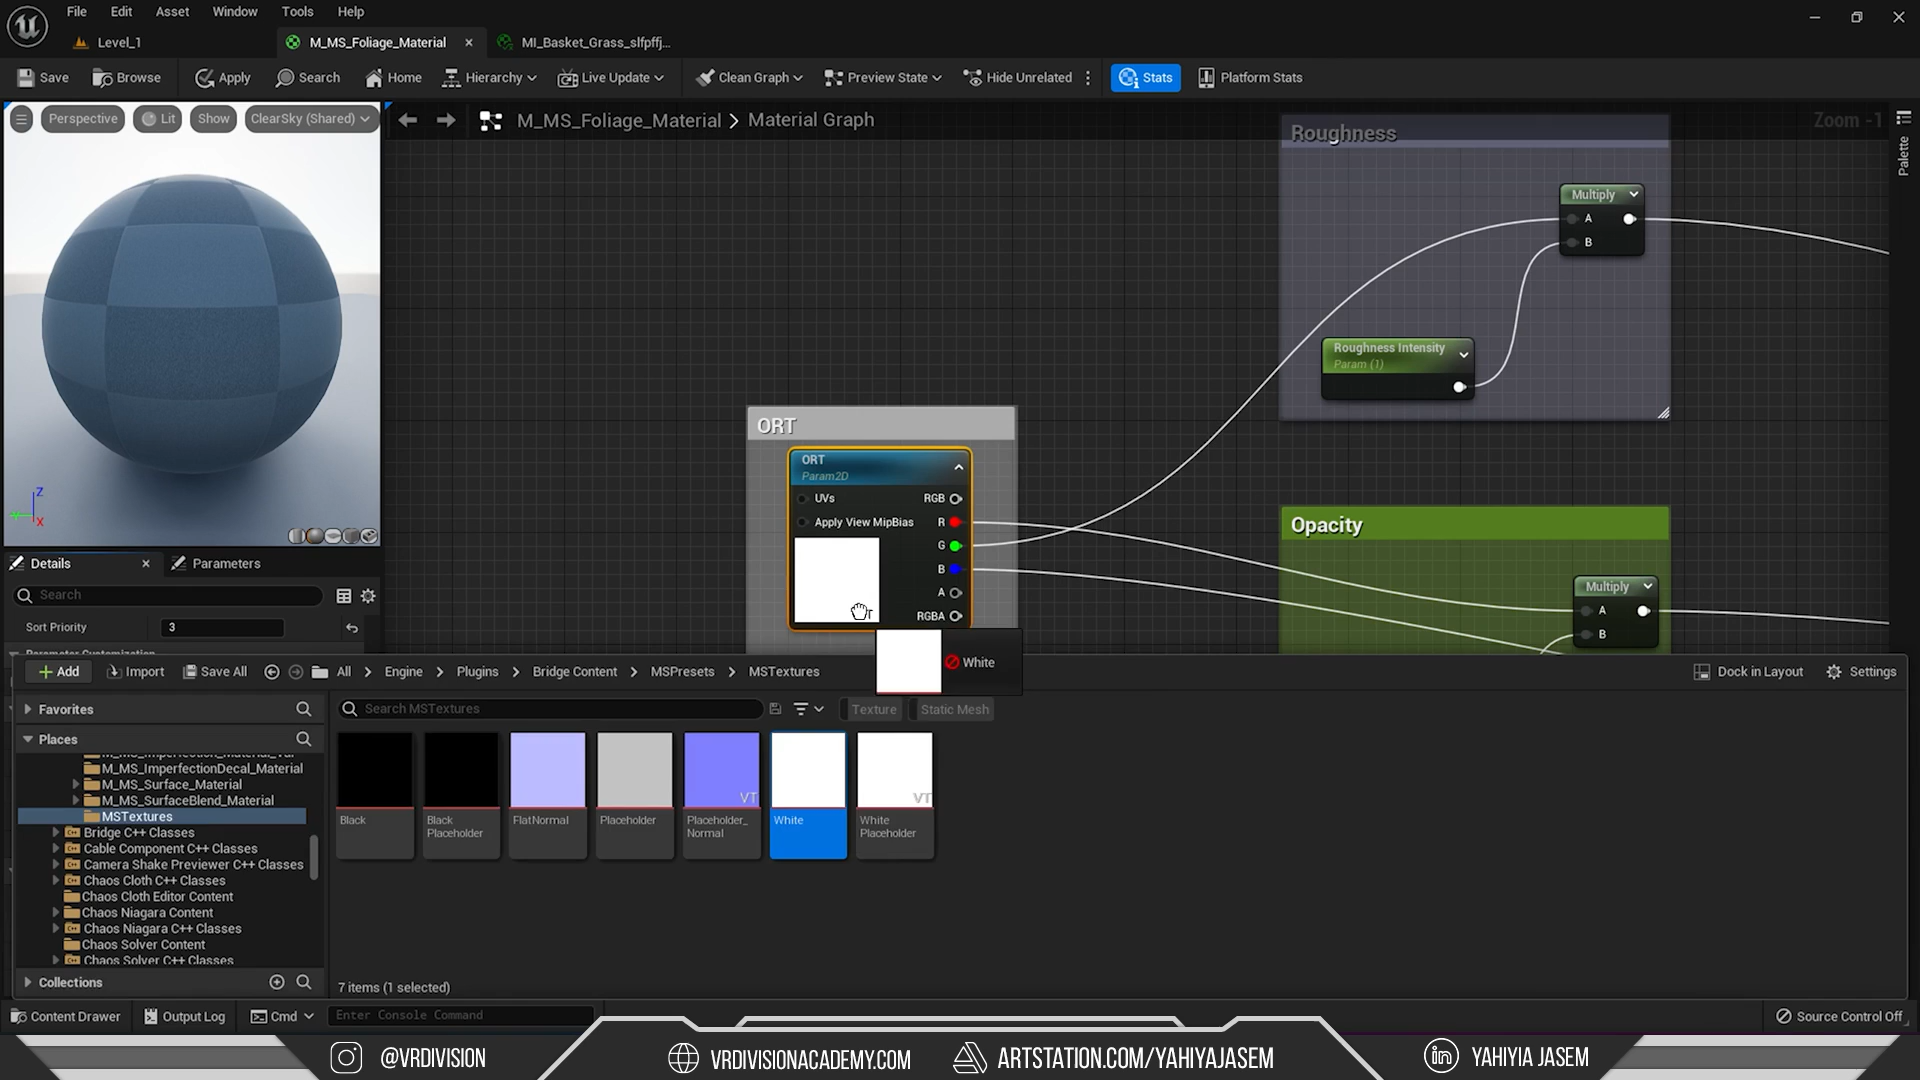 File Edit Asset Window Tools Help
Level_1 M_MS_Foliage_Material MI_Basket_Grass_slfpffj...
Save Browse Apply Search Home Hierarchy Live Update Clean Graph Preview State Hide Unrelated Stats Platform Stats
Perspective Lit Show ClearSky (Shared)
M_MS_Foliage_Material > Material Graph
Zoom -1
Palette
Roughness
Multiply
A
B
Roughness Intensity
Param (1)
ORT
ORT
Param2D
UVs RGB
Apply View MipBias R
G
B
A
RGBA
Opacity
Multiply
A
B
Z
X
Details Parameters
Search
Sort Priority 3
White
Add Import Save All All > Engine > Plugins > Bridge Content > MSPresets > MSTextures Dock in Layout Settings
Favorites
Search MSTextures Texture Static Mesh
Places
M_MS_ImperfectionDecal_Material
M_MS_Surface_Material
M_MS_SurfaceBlend_Material
MSTextures
Bridge C++ Classes
Cable Component C++ Classes
Camera Shake Previewer C++ Classes
Chaos Cloth C++ Classes
Chaos Cloth Editor Content
Chaos Niagara Content
Chaos Niagara C++ Classes
Chaos Solver Content
Chaos Solver C++ Classes
Collections
VT VT
Black Black Placeholder FlatNormal Placeholder Placeholder_Normal White White Placeholder
7 items (1 selected)
Content Drawer Output Log Cmd Enter Console Command Source Control Off
@VRDIVISION VRDIVISIONACADEMY.COM ARTSTATION.COM/YAHIYAJASEM in YAHIYIA JASEM